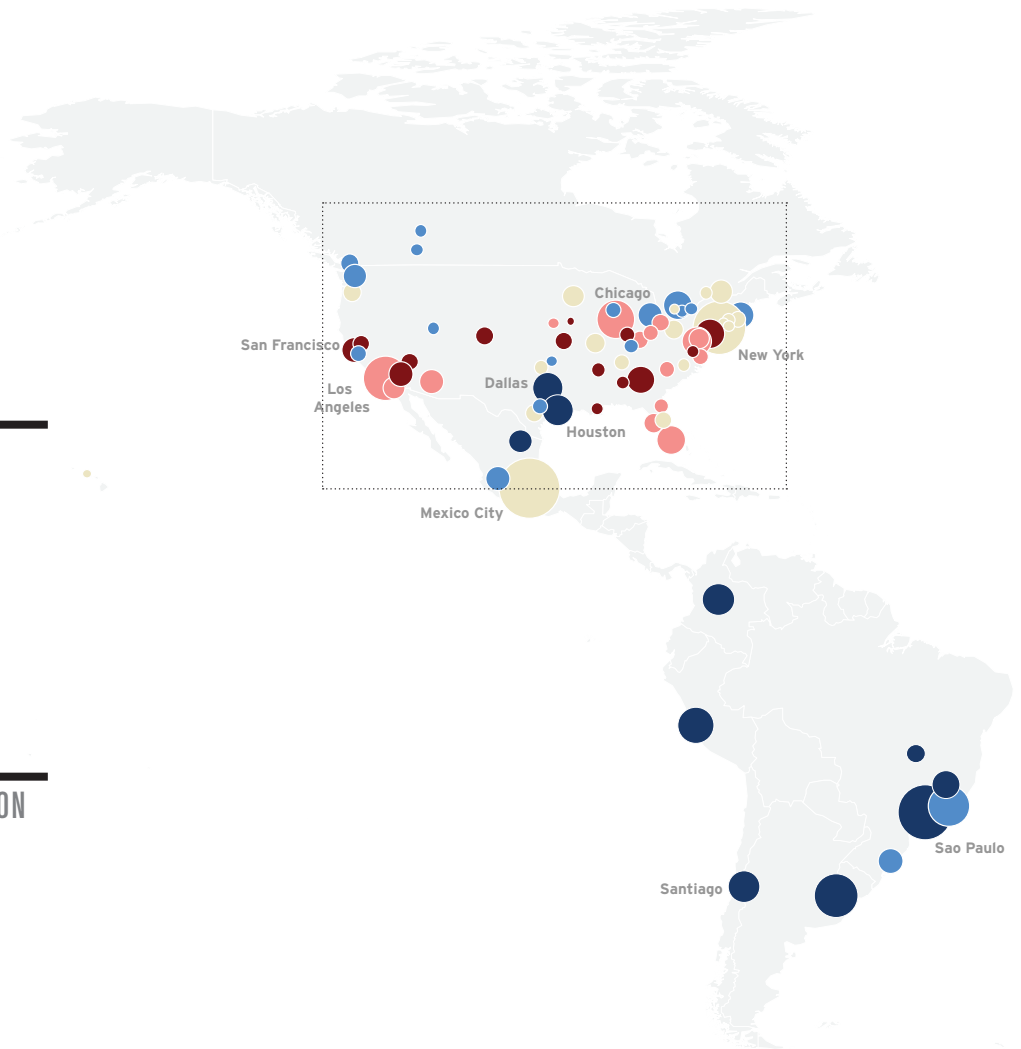 Chicago
San Francisco
New York
Los
Angeles
Dallas
Houston
Mexico City
ON
Sao Paulo
Santiago